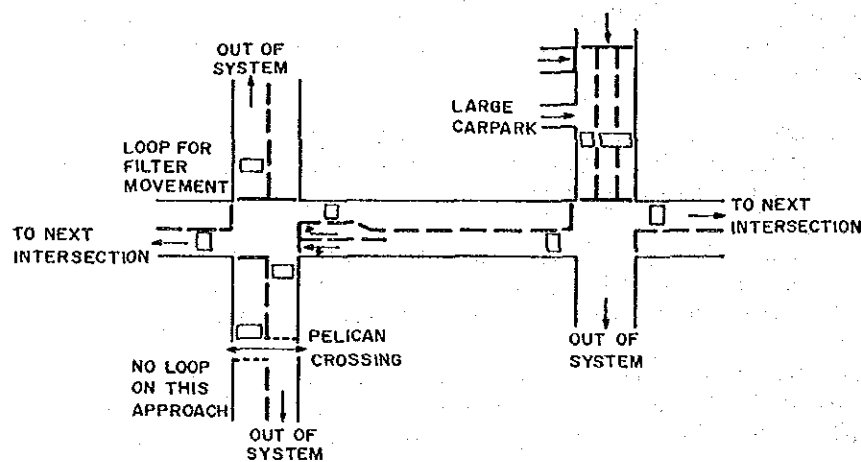 OUT OF
SYSTEM
LARGE
CARPARK
LOOP FOR
FILTER
MOVEMENT
TO NEXT
INTERSECTION
TO NEXT
INTERSECTION
PELICAN
CROSSING
NO LOOP
ON THIS
APPROACH
OUT OF
SYSTEM
OUT OF
SYSTEM